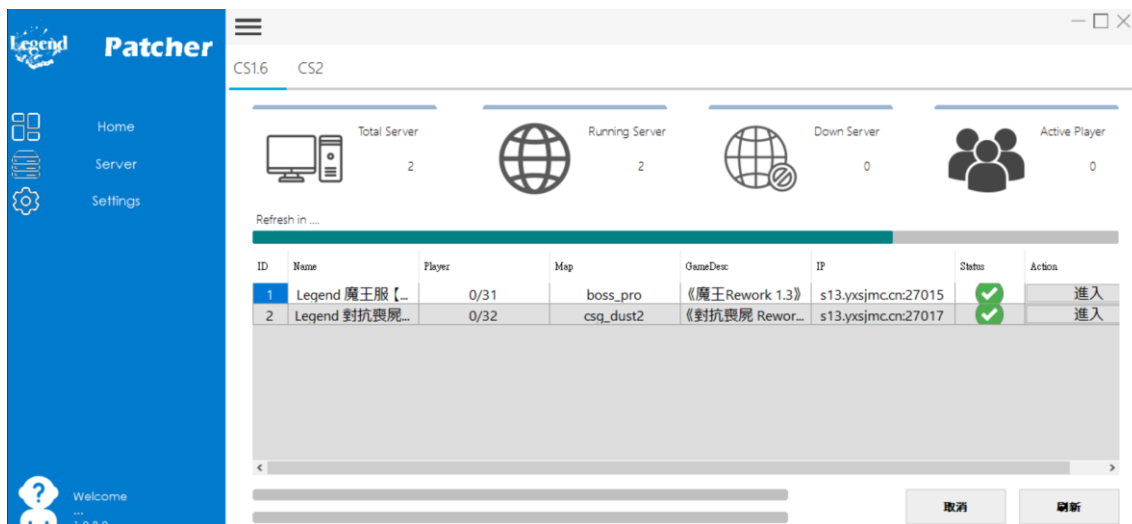 Legend
Patcher
Home
Server
Settings
CS1.6 CS2
Total Server
2
Running Server
2
Down Server
0
Active Player
0
Refresh in ....
ID Name Player Map GameDesc IP Status Action
1 Legend 魔王服【... 0/31 boss_pro 《魔王Rework 1.3》 s13.yxsjmc.cn:27015 進入
2 Legend 對抗喪屍... 0/32 csg_dust2 《對抗喪屍 Rewor... s13.yxsjmc.cn:27017 進入
Welcome
...
取消 刷新